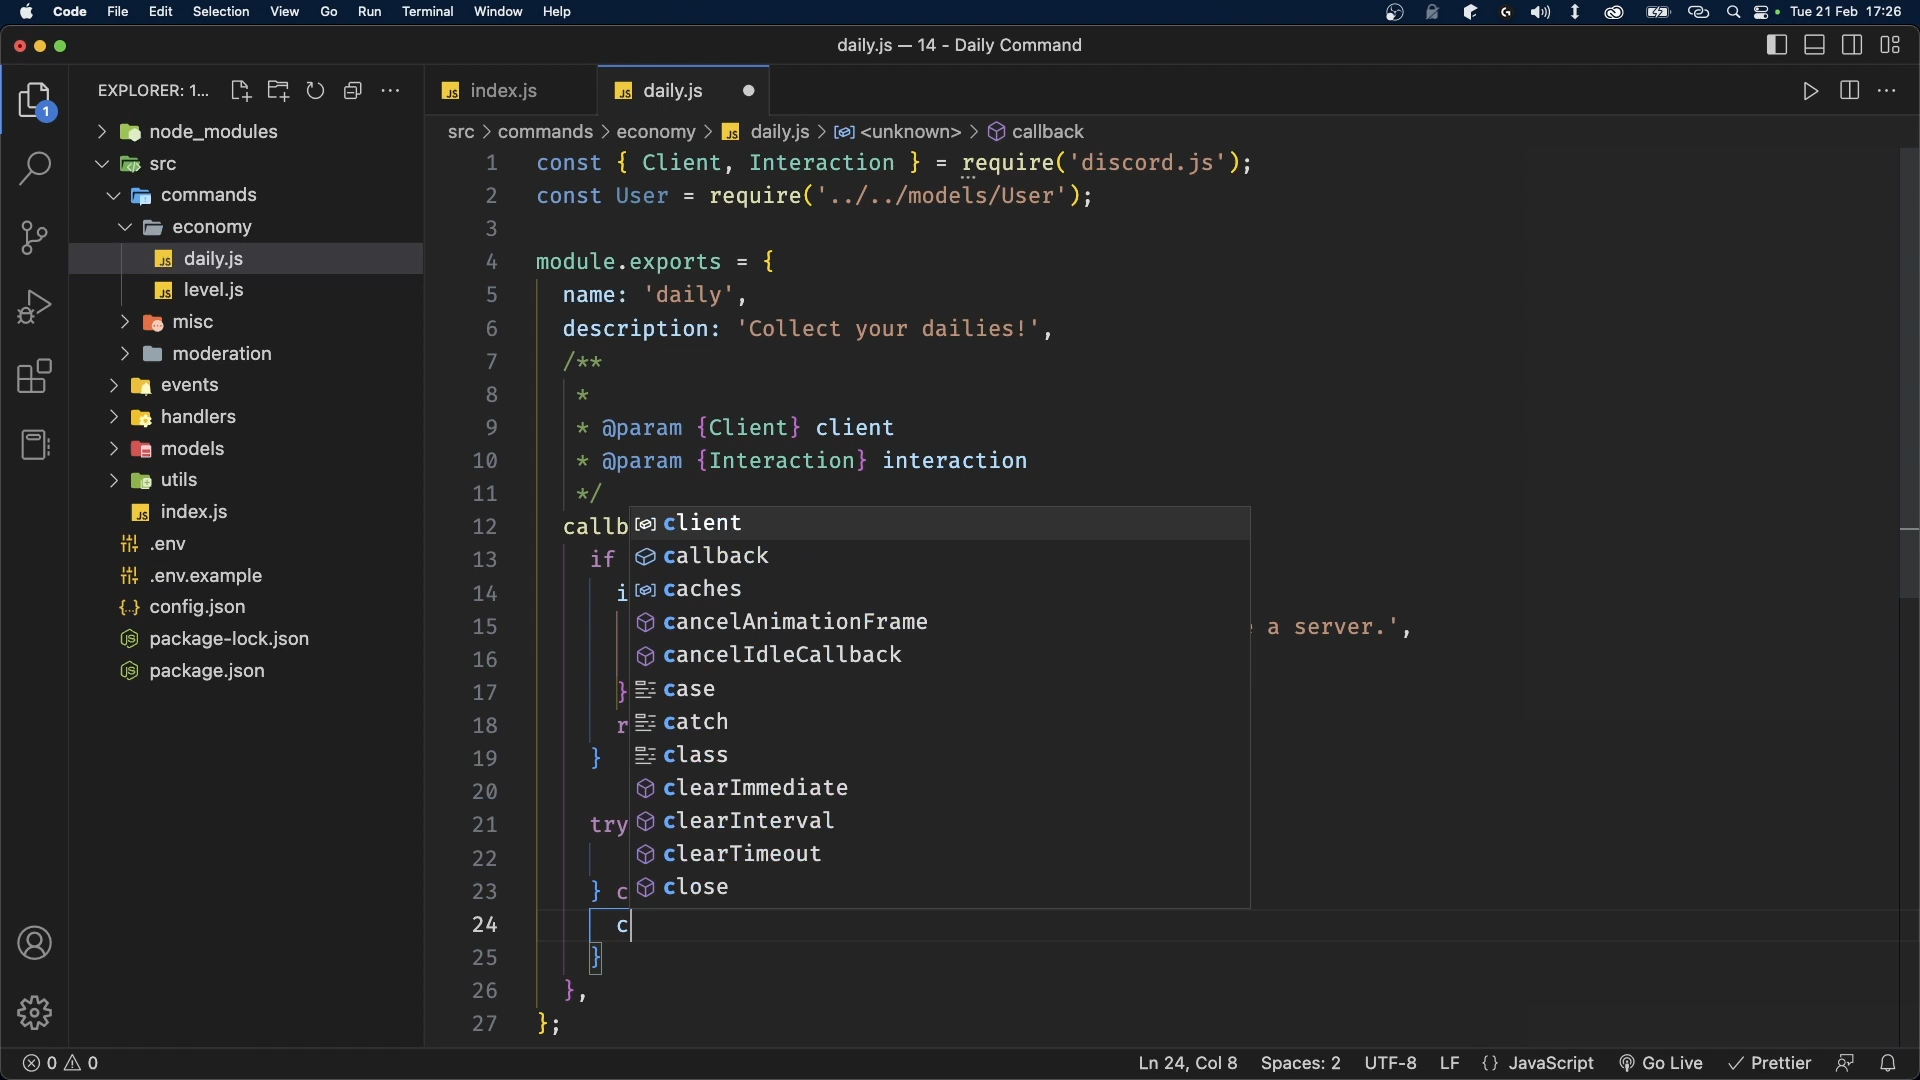 Code File Edit Selection View Go Run Terminal Window Help Tue 21 Feb 17:26
daily.js — 14 - Daily Command
EXPLORER: 1...
1
node_modules
src
commands
economy
daily.js
level.js
misc
moderation
events
handlers
models
utils
index.js
.env
.env.example
config.json
package-lock.json
package.json
index.js
daily.js
src > commands > economy > daily.js > <unknown> > callback
1 const { Client, Interaction } = require('discord.js');
2 const User = require('../../models/User');
3
4 module.exports = {
5 name: 'daily',
6 description: 'Collect your dailies!',
7 /**
8 *
9 * @param {Client} client
10 * @param {Interaction} interaction
11 */
12 callb
13 if
14 i
15 a server.',
16
17 }
18 r
19 }
20
21 try
22
23 } c
24 c
25 }
26 },
27 };
client
callback
caches
cancelAnimationFrame
cancelIdleCallback
case
catch
class
clearImmediate
clearInterval
clearTimeout
close
0 0
Ln 24, Col 8 Spaces: 2 UTF-8 LF {} JavaScript Go Live Prettier